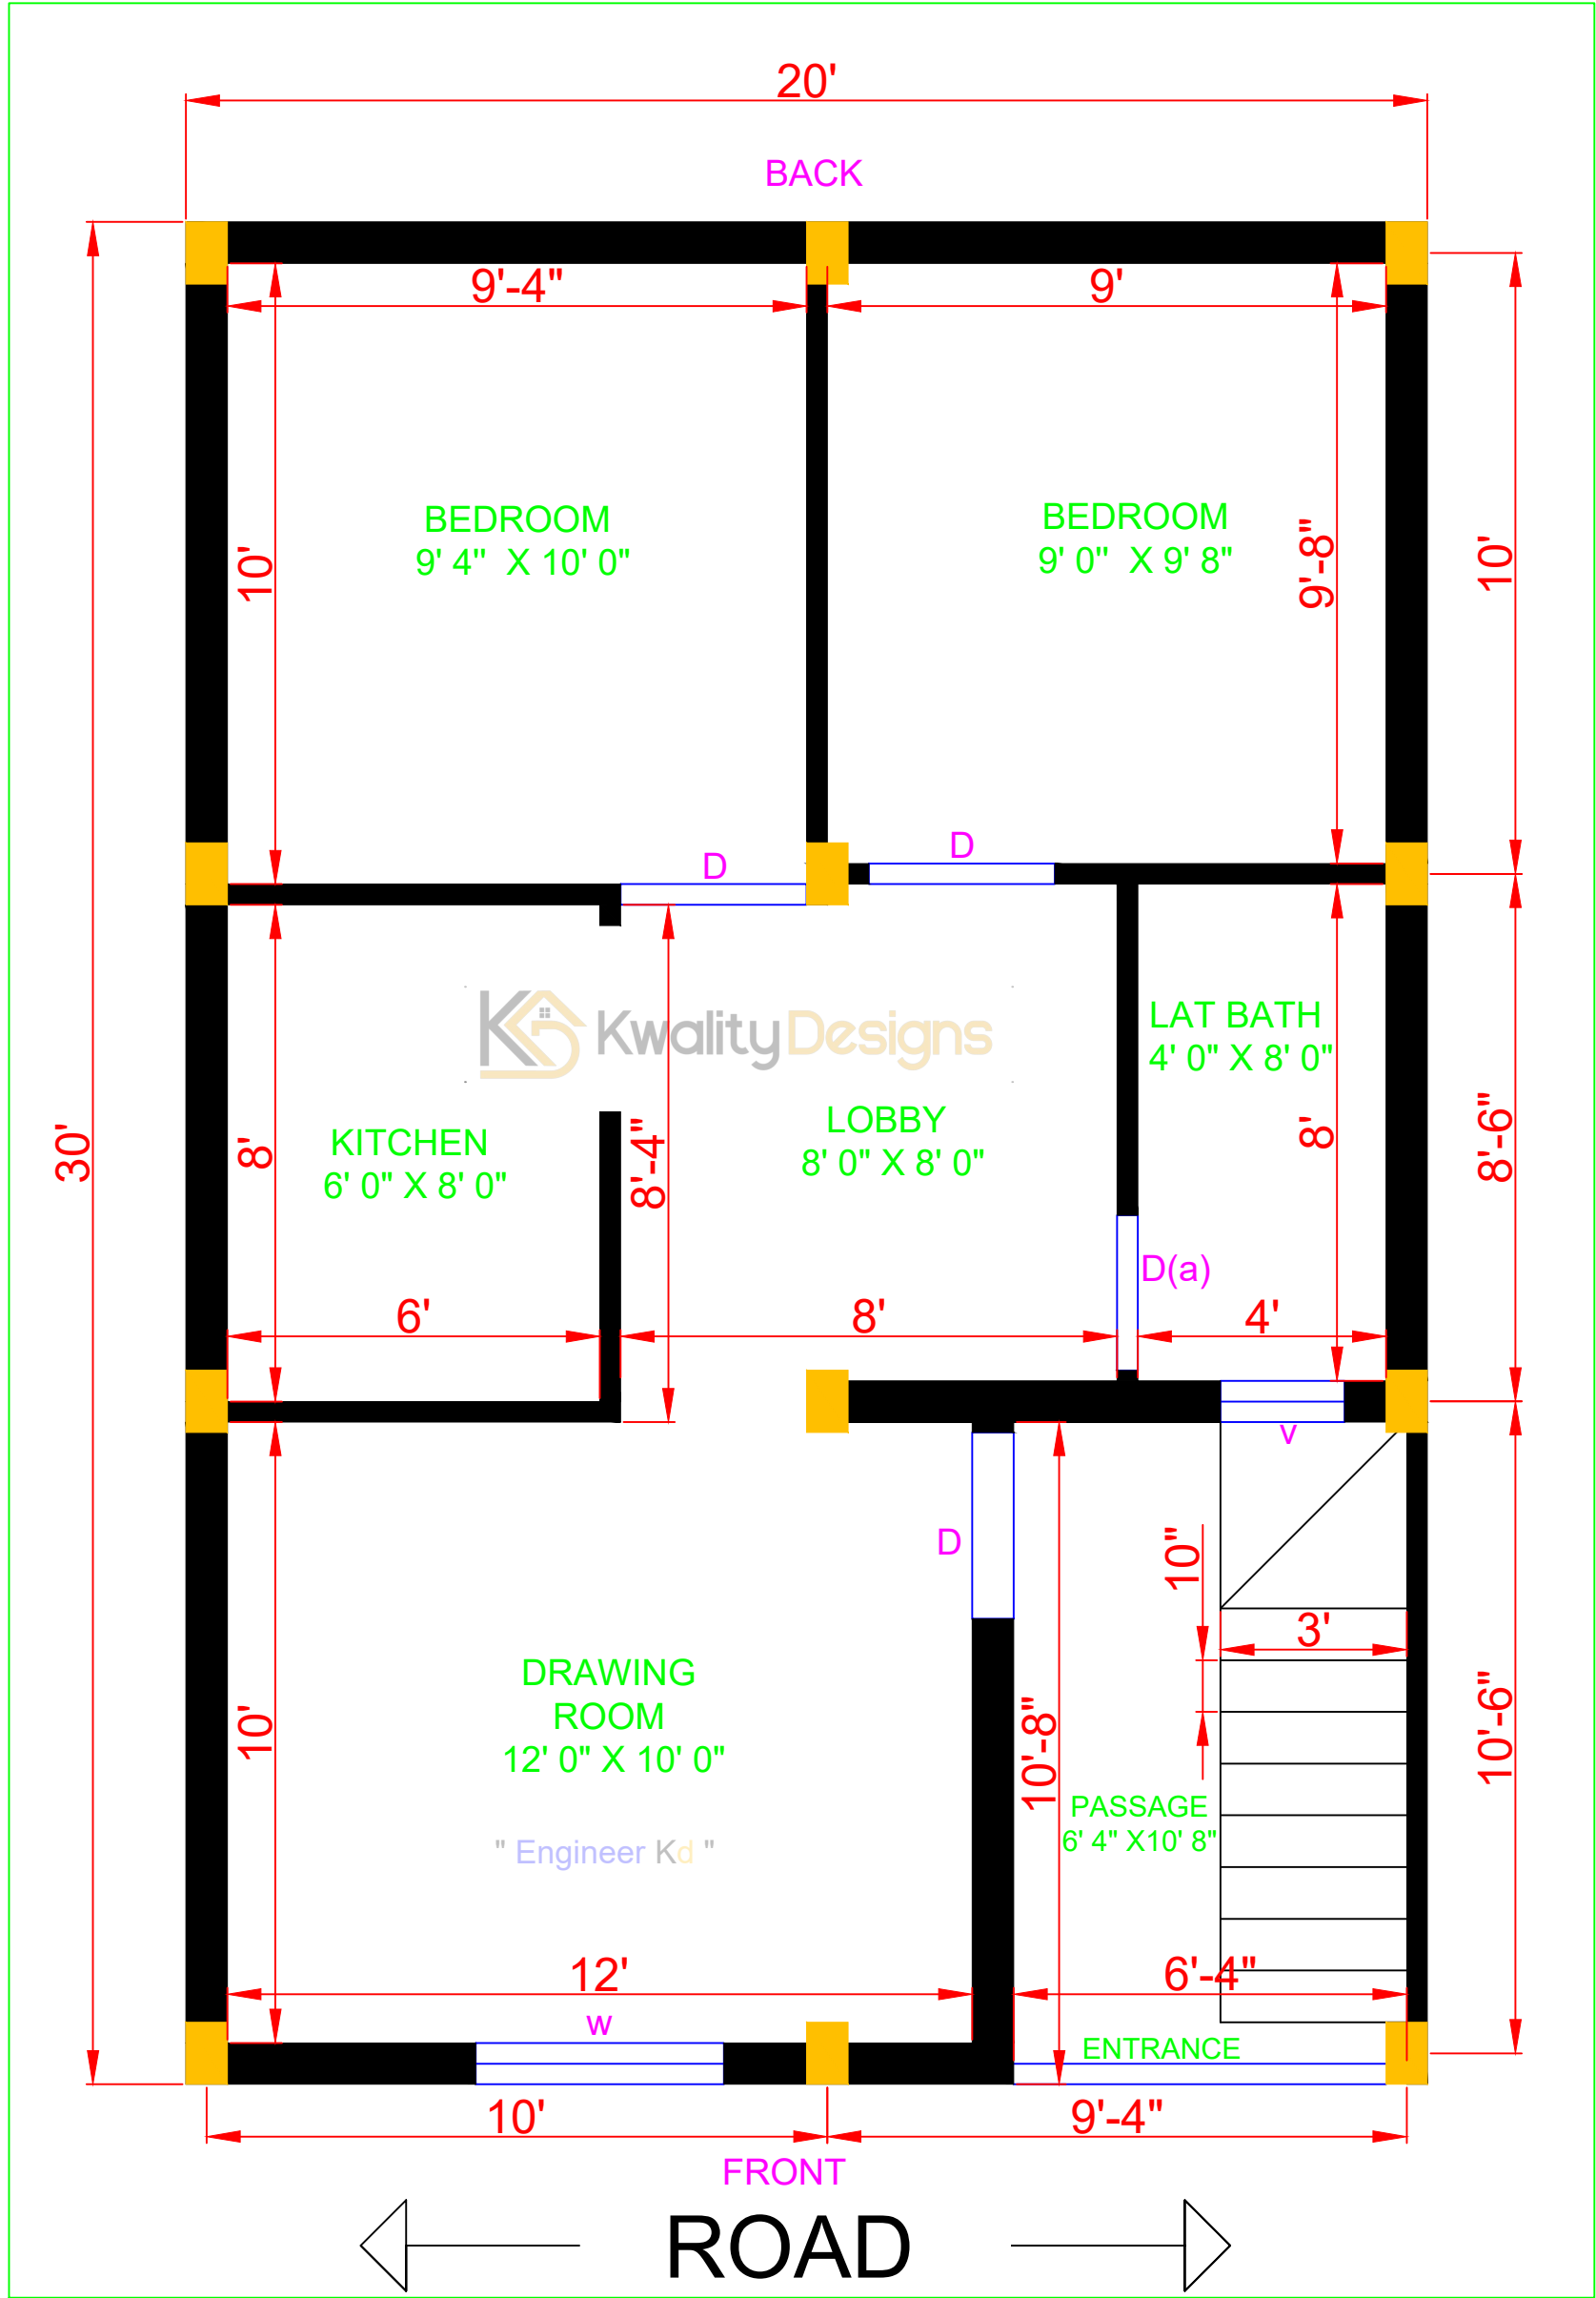 20'
BACK
9'-4"
9'
BEDROOM
9' 4" X 10' 0"
BEDROOM
9' 0" X 9' 8"
10'
9'-8"
10'
D
D
KwalityDesigns
LAT BATH
4' 0" X 8' 0"
LOBBY
8' 0" X 8' 0"
KITCHEN
6' 0" X 8' 0"
30'
8'
8'-4"
8'
8'-6"
D(a)
6'
8'
4'
V
D
10"
3'
DRAWING
ROOM
12' 0" X 10' 0"
10'
10'-8"
10'-6"
PASSAGE
6' 4" X10' 8"
" Engineer Kd "
12'
6'-4"
W
ENTRANCE
10'
9'-4"
FRONT
ROAD